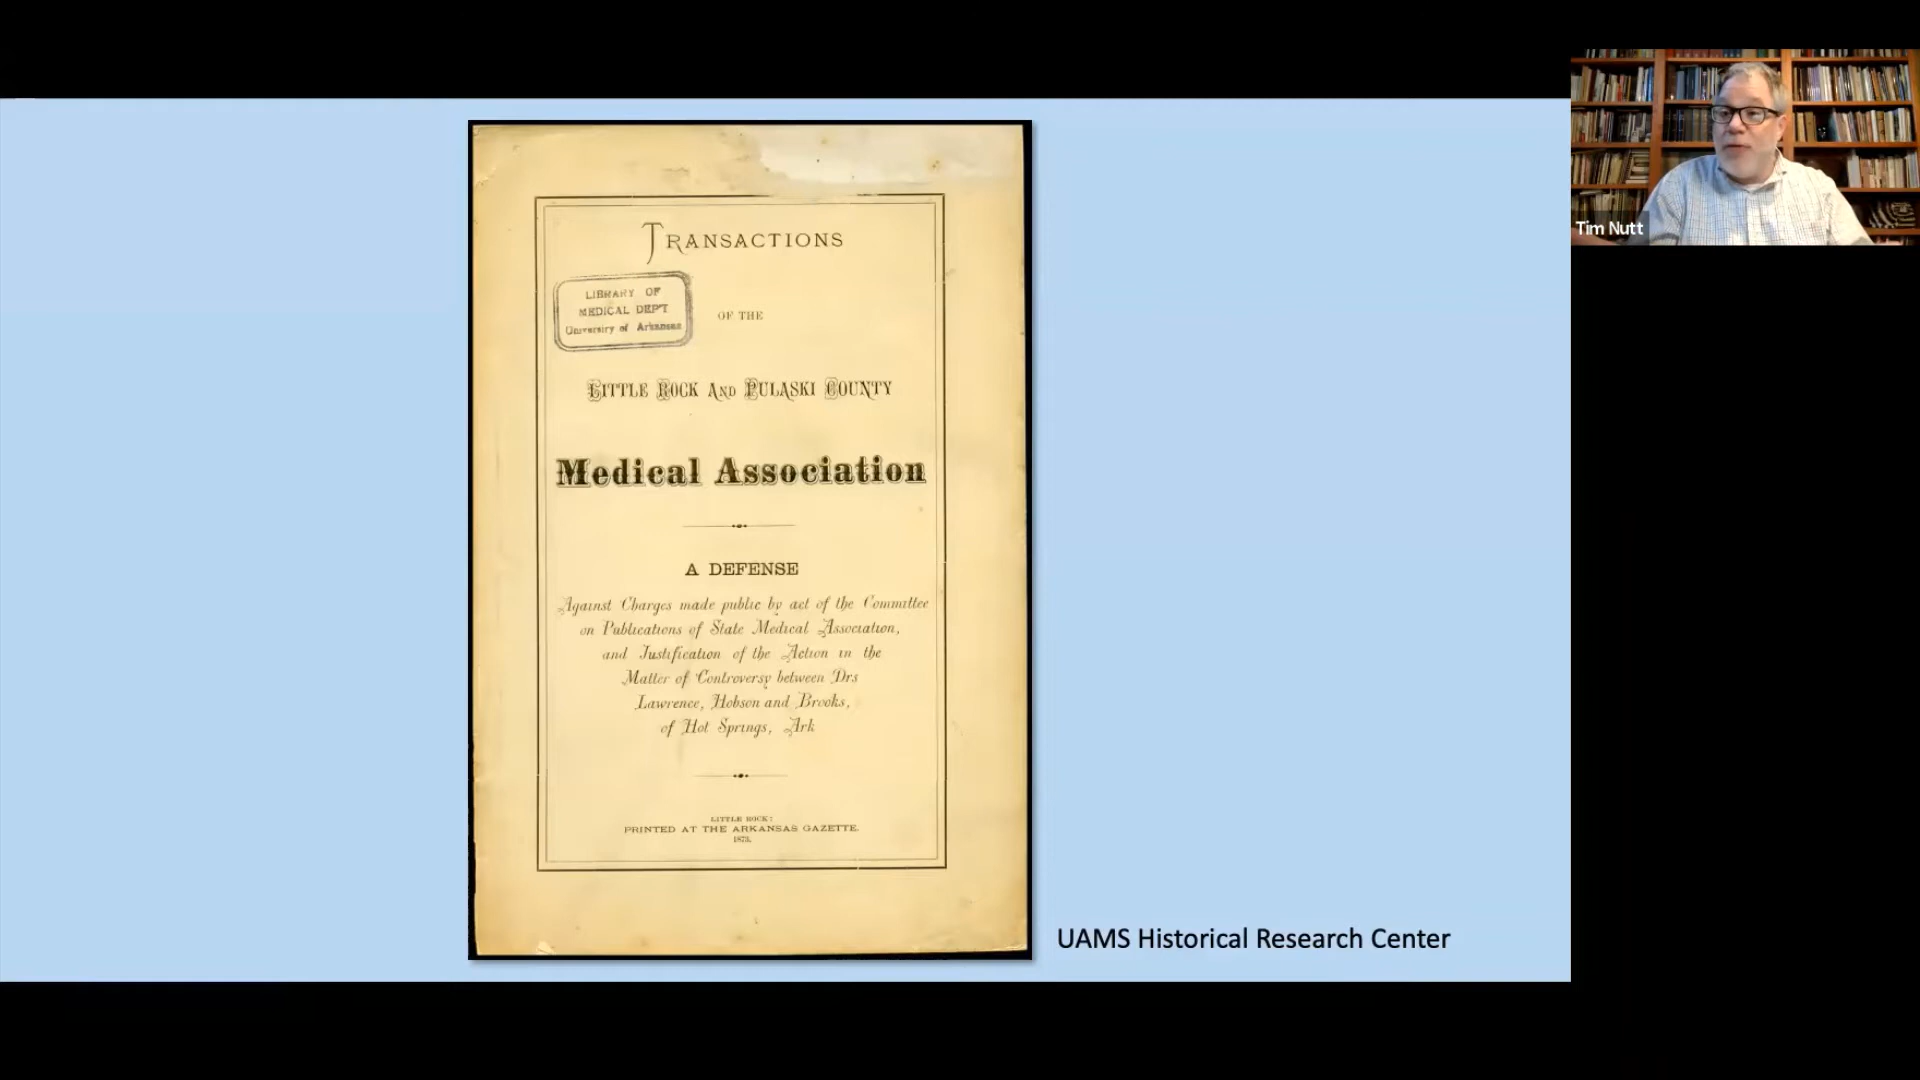 TRANSACTIONS
LIBRARY OF
MEDICAL DEP'T
University of Arkansas
OF THE
LITTLE ROCK AND PULASKI COUNTY
Medical Association
A DEFENSE
Against Charges made public by act of the Committee
on Publications of State Medical Association,
and Justification of the Action in the
Matter of Controversy between Drs
Lawrence, Hobson and Brooks,
of Hot Springs, Ark
LITTLE ROCK:
PRINTED AT THE ARKANSAS GAZETTE.
1873.
UAMS Historical Research Center
Tim Nutt